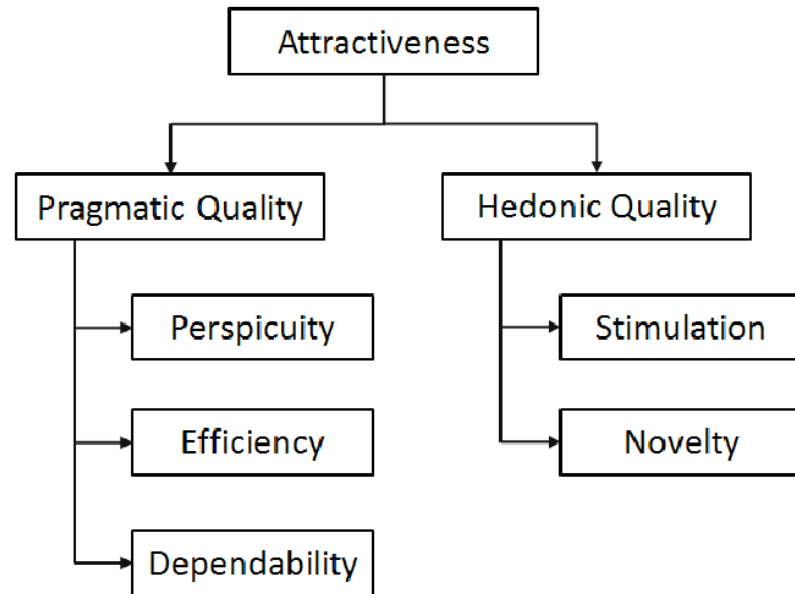 Attractiveness
Pragmatic Quality
Hedonic Quality
Perspicuity
Stimulation
Efficiency
Novelty
Dependability